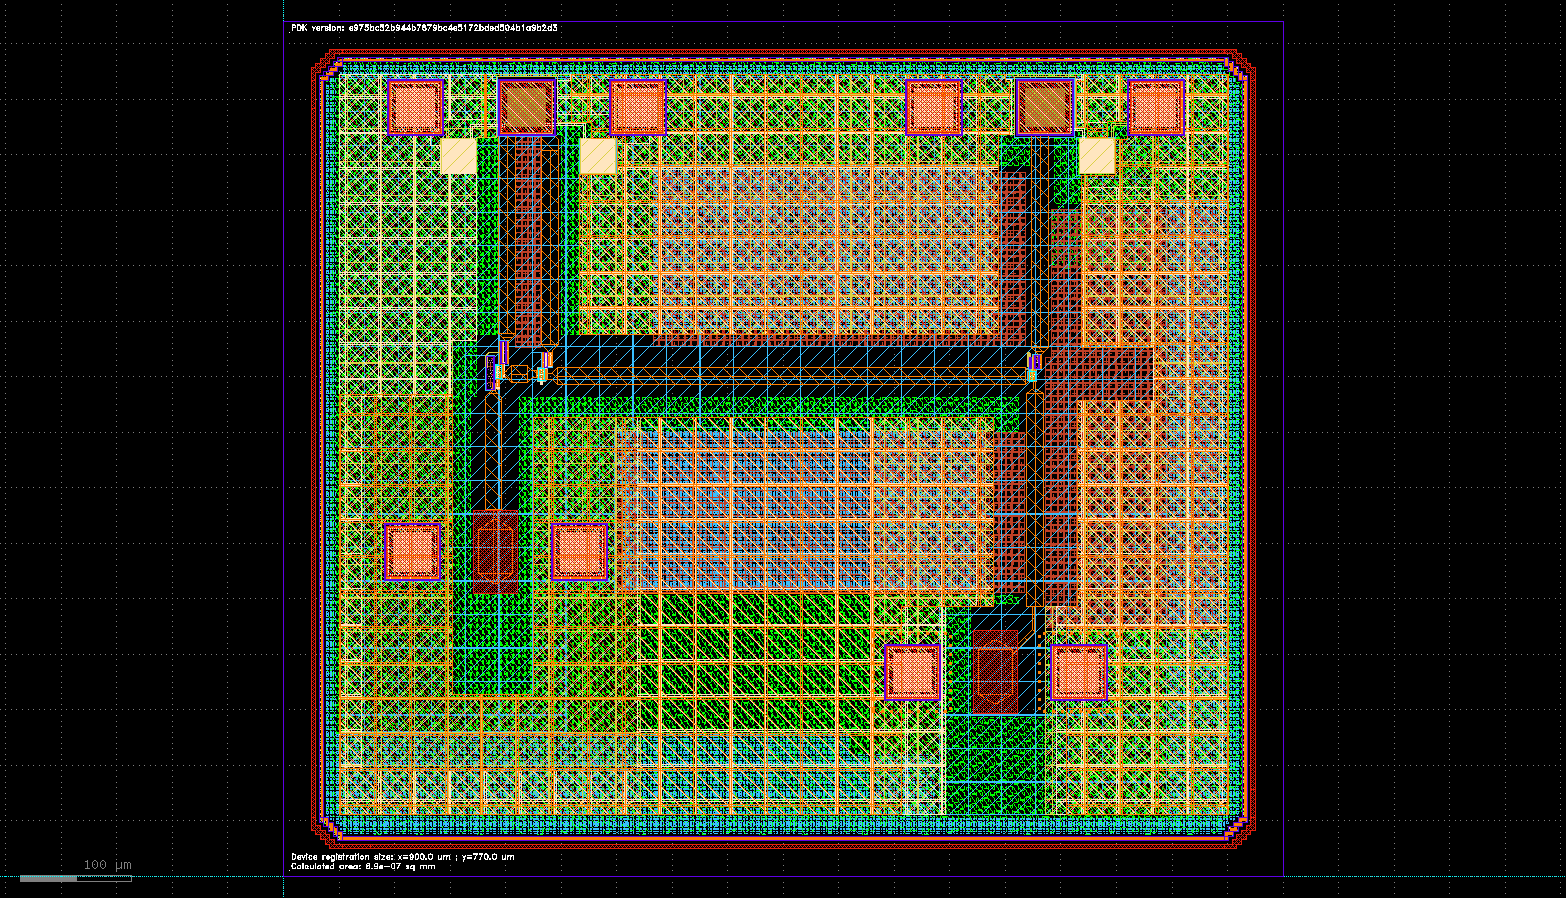 PDK version: e975bc52b944b7679bc4e5172bded504b1a9b2d3
Device registration size: x=900.0 um ; y=770.0 um
Calculated area: 6.9e-07 sq mm
100 µm